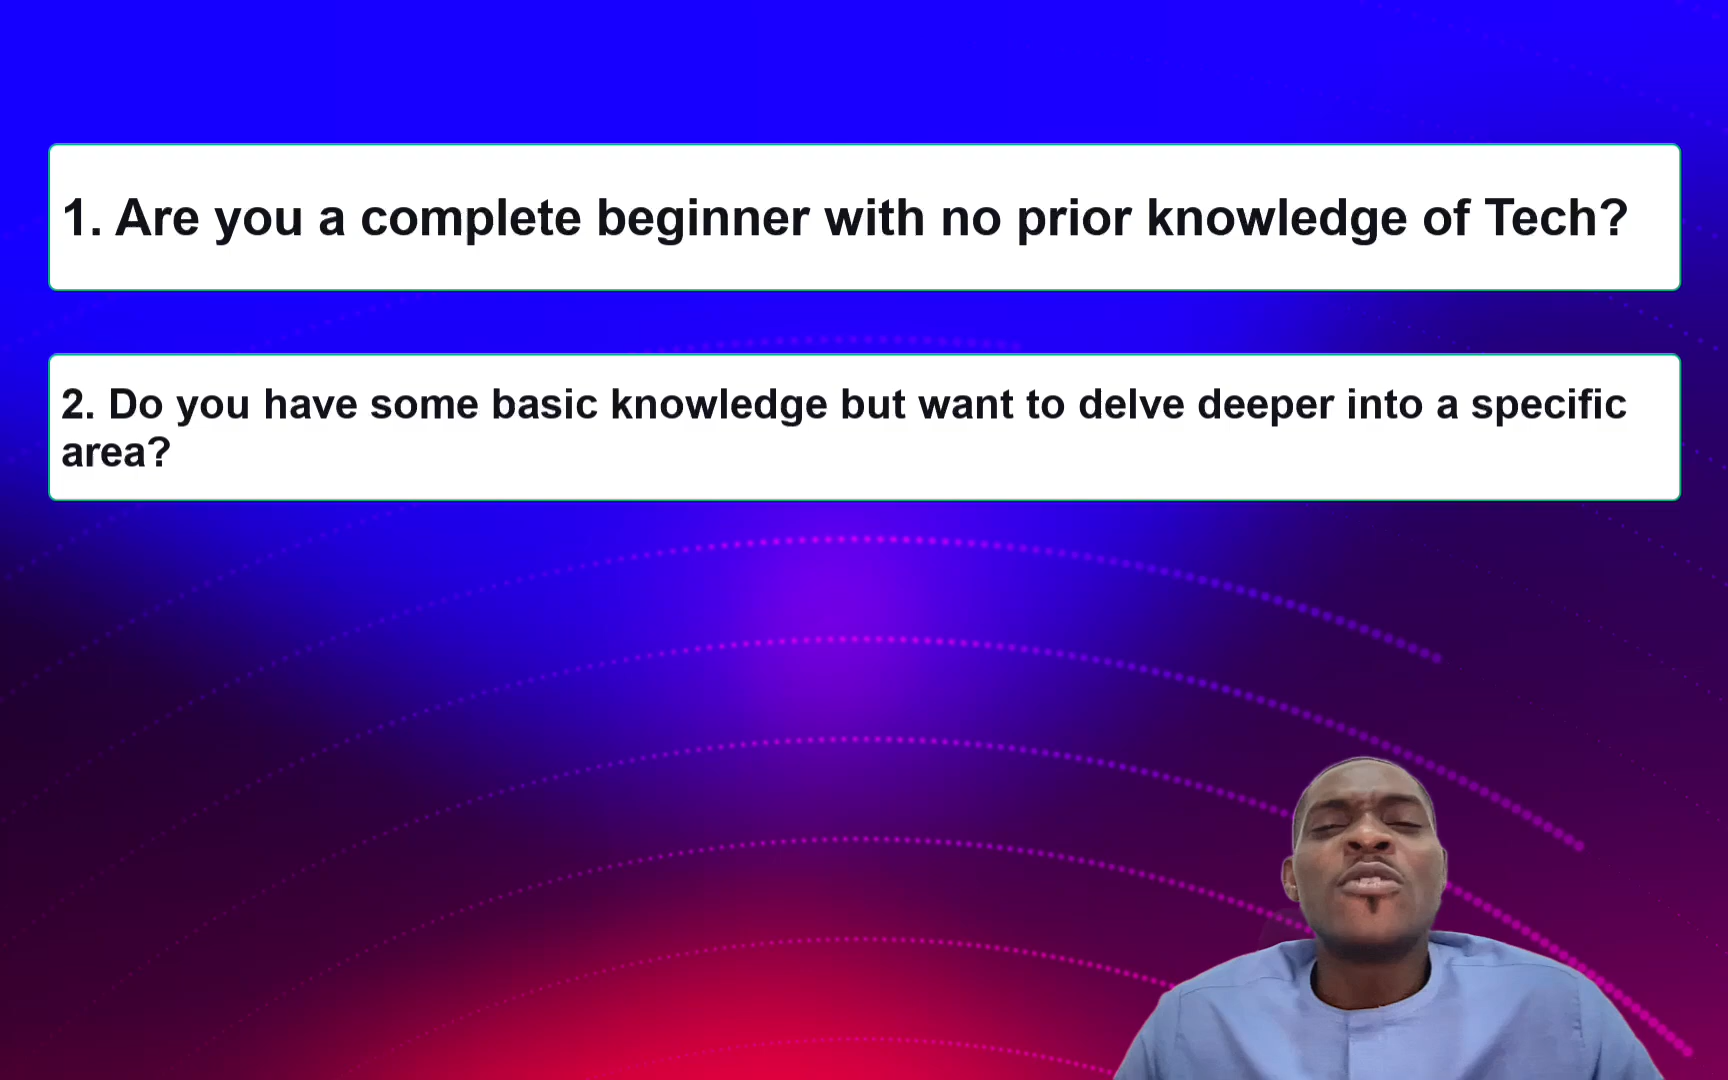 1. Are you a complete beginner with no prior knowledge of Tech?
2. Do you have some basic knowledge but want to delve deeper into a specific
area?